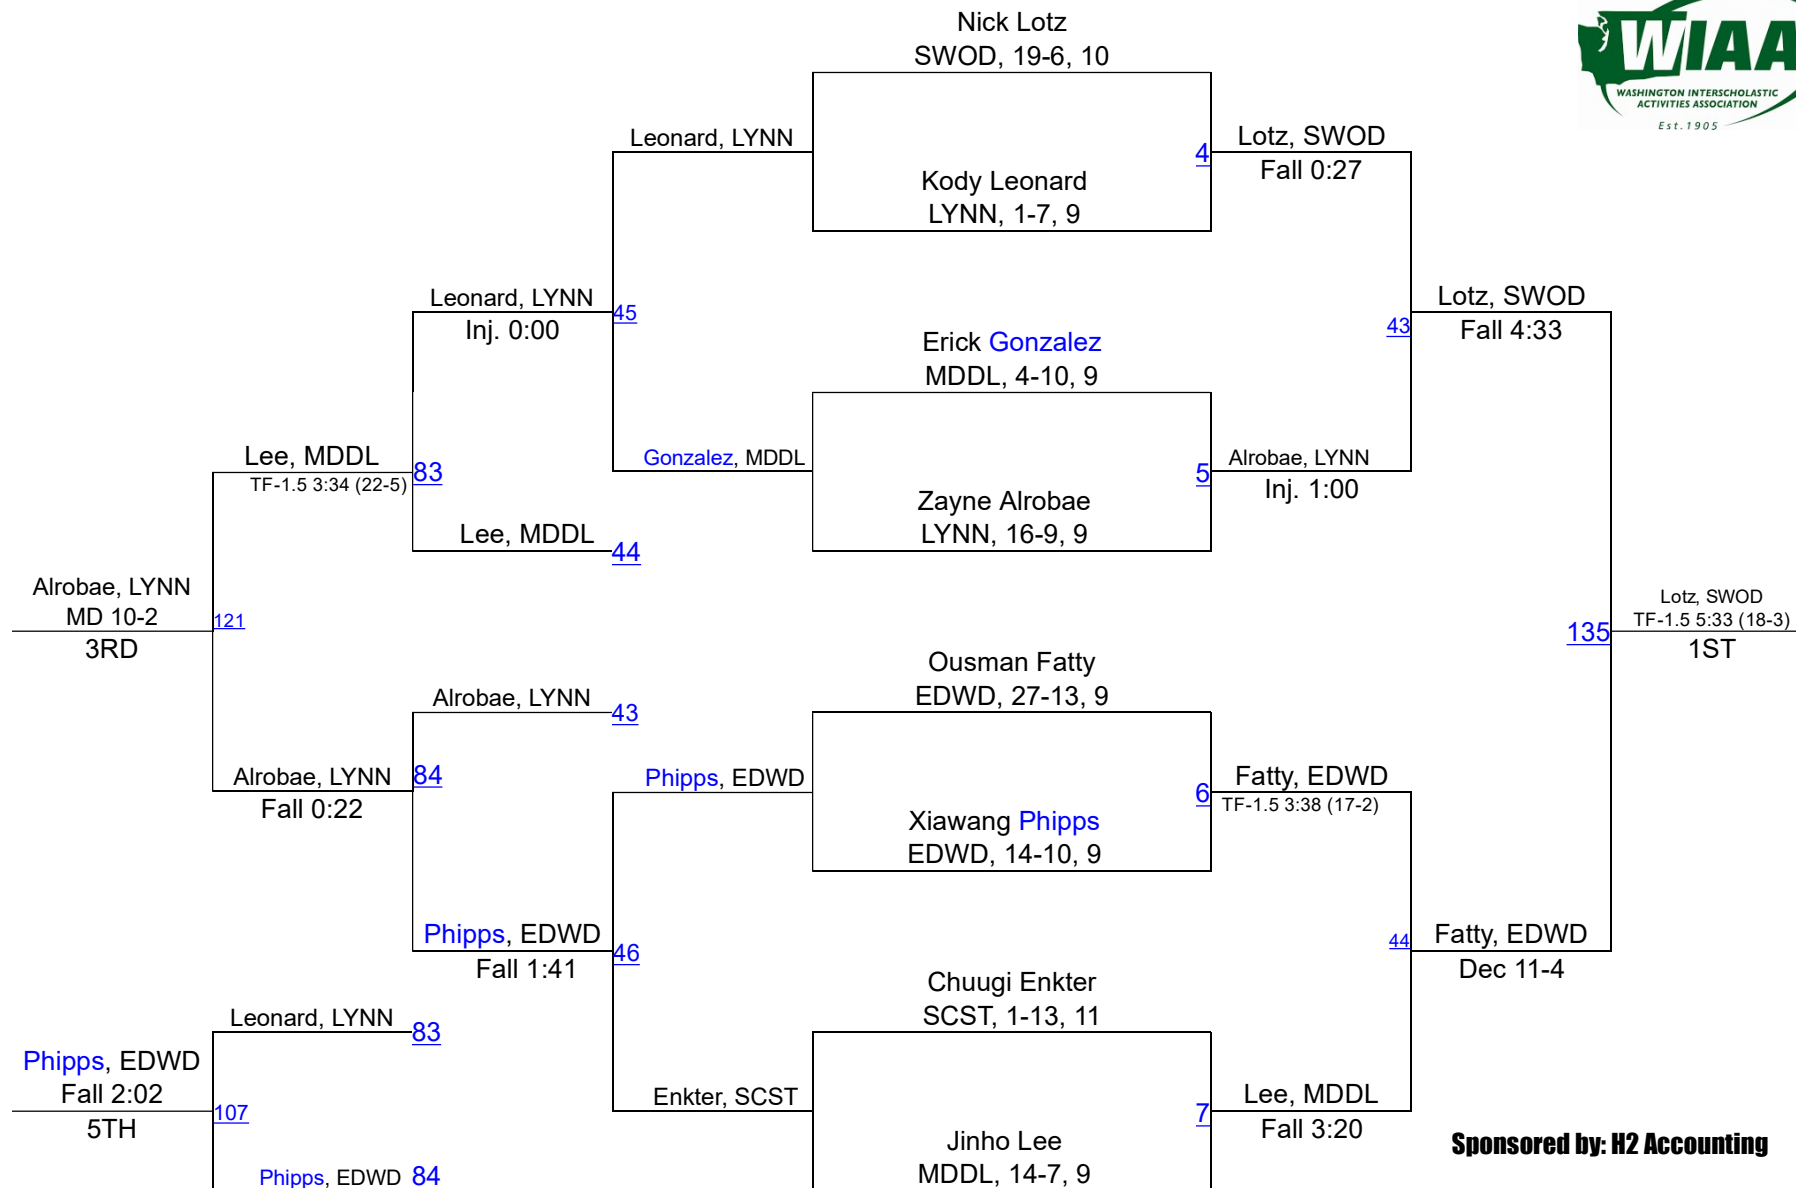 Nick Lotz
SWOD, 19-6, 10
WIAA
WASHINGTON INTERSCHOLASTIC
ACTIVITIES ASSOCIATION
Est.1905
Leonard, LYNN
4
Lotz, SWOD
Fall 0:27
Kody Leonard
LYNN, 1-7, 9
Leonard, LYNN
Inj. 0:00
45
Erick Gonzalez
MDDL, 4-10, 9
43
Lotz, SWOD
Fall 4:33
Lee, MDDL
TF-1.5 3:34 (22-5)
83
Gonzalez, MDDL
5
Alrobae, LYNN
Inj. 1:00
Zayne Alrobae
LYNN, 16-9, 9
Lee, MDDL
44
Alrobae, LYNN
MD 10-2
3RD
121
135
Lotz, SWOD
TF-1.5 5:33 (18-3)
1ST
Ousman Fatty
EDWD, 27-13, 9
Alrobae, LYNN
43
Alrobae, LYNN
Fall 0:22
84
Phipps, EDWD
6
Fatty, EDWD
TF-1.5 3:38 (17-2)
Xiawang Phipps
EDWD, 14-10, 9
Phipps, EDWD
Fall 1:41
46
44
Fatty, EDWD
Dec 11-4
Chuugi Enkter
SCST, 1-13, 11
Leonard, LYNN
83
Phipps, EDWD
Fall 2:02
5TH
107
Enkter, SCST
7
Lee, MDDL
Fall 3:20
Jinho Lee
MDDL, 14-7, 9
Phipps, EDWD
84
Sponsored by: H2 Accounting